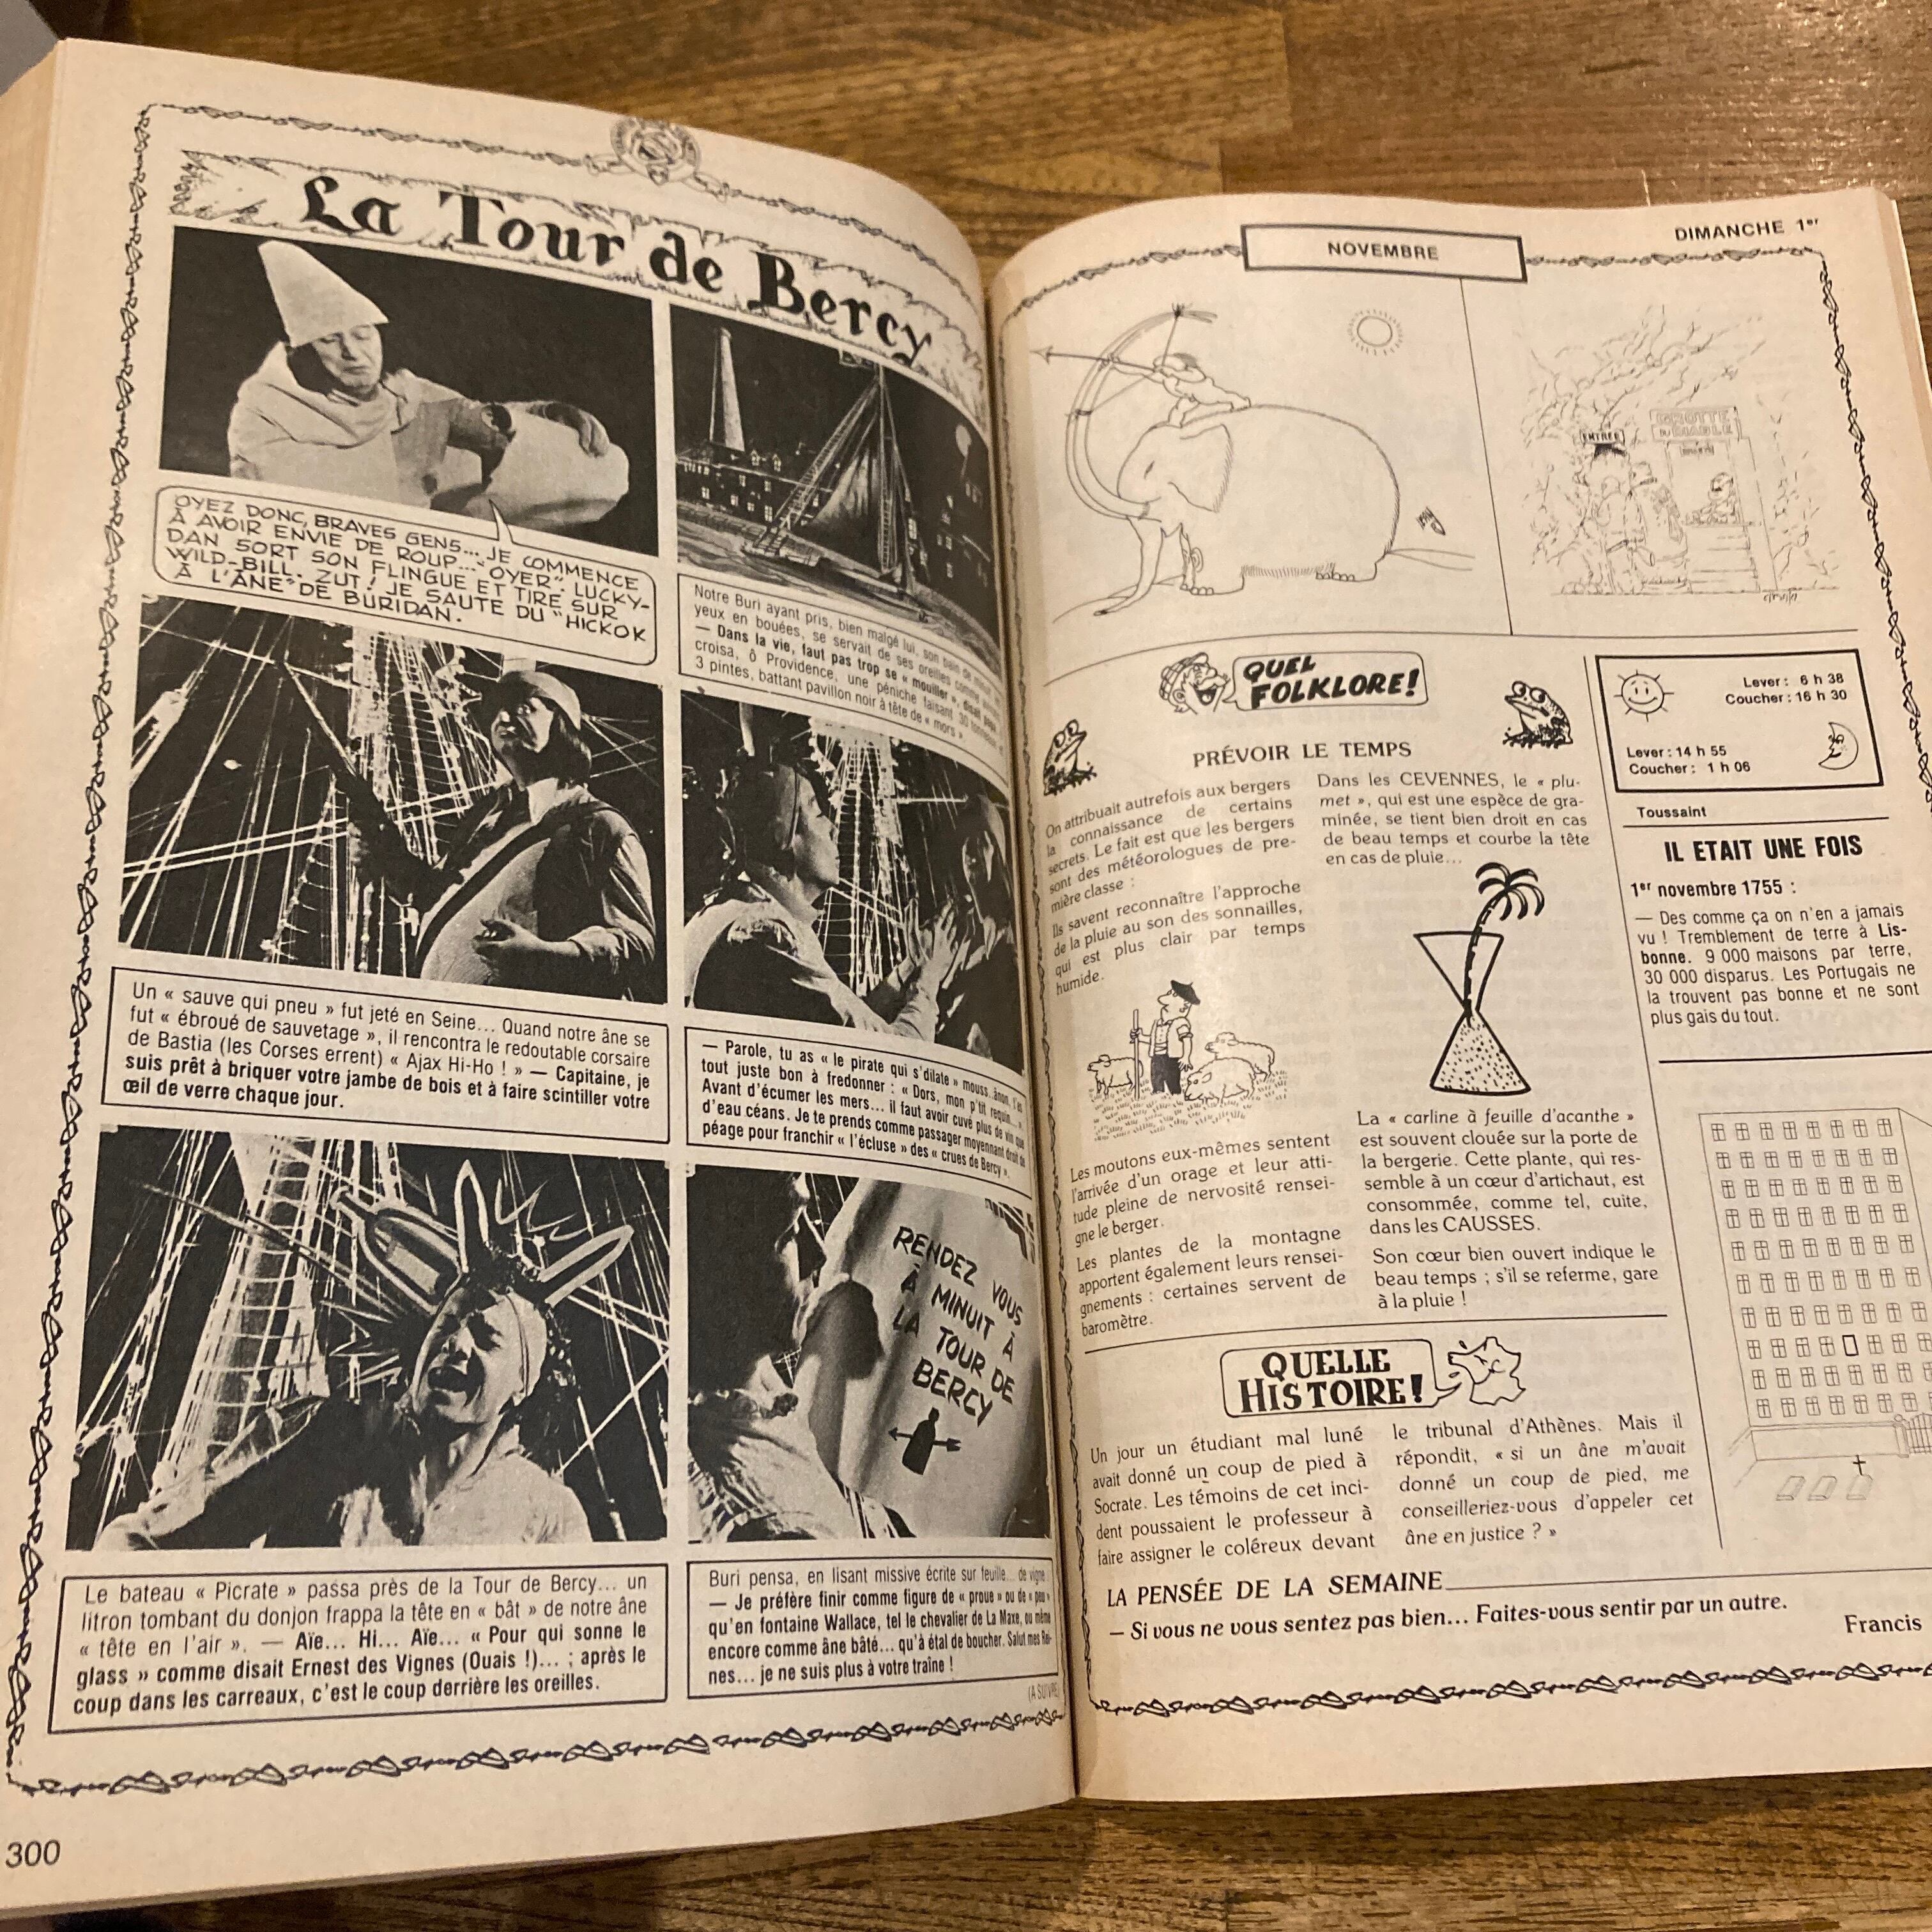 La Tour de Bercy
OYEZ DONC, BRAVES GENS... JE COMMENCE
À AVOIR ENVIE DE ROUP... "OYER". LUCKY-
DAN SORT SON FLINGUE ET TIRE SUR
WILD-BILL. ZUT! JE SAUTE DU "HICKOK
À L'ÂNE" DE BURIDAN.
Notre Buri ayant pris, bien malgé lui, son bain de
yeux en bouées, se servait de ses oreilles comme
— Dans la vie, faut pas trop se « mouiller », disait
croisa, ô Providence, une péniche faisant 30 tonneaux
3 pintes, battant pavillon noir à tête de « mors »
Un « sauve qui pneu » fut jeté en Seine... Quand notre âne se
fut « ébroué de sauvetage », il rencontra le redoutable corsaire
de Bastia (les Corses errent) « Ajax Hi-Ho ! » — Capitaine, je
suis prêt à briquer votre jambe de bois et à faire scintiller votre
œil de verre chaque jour.
— Parole, tu as « le pirate qui s'dilate » mouss..ânon, t'es
tout juste bon à fredonner : « Dors, mon p'tit requin... ».
Avant d'écumer les mers... il faut avoir cuvé plus de vin que
d'eau céans. Je te prends comme passager moyennant droit de
péage pour franchir « l'écluse » des « crues de Bercy ».
RENDEZ VOUS
À MINUIT À
LA TOUR DE
BERCY
Le bateau « Picrate » passa près de la Tour de Bercy... un
litron tombant du donjon frappa la tête en « bât » de notre âne
« tête en l'air ». — Aïe... Hi... Aïe... « Pour qui sonne le
glass » comme disait Ernest des Vignes (Ouais !)... ; après le
coup dans les carreaux, c'est le coup derrière les oreilles.
Buri pensa, en lisant missive écrite sur feuille... de vigne
— Je préfère finir comme figure de « proue » ou de « peu »
qu'en fontaine Wallace, tel le chevalier de La Maxe, ou même
encore comme âne bâté... qu'à étal de boucher. Salut mes Rei-
nes... je ne suis plus à votre traîne !
(A SUIVRE)
300
NOVEMBRE
DIMANCHE 1er
ENTRÉE
GROTTE
DU DIABLE
QUEL
FOLKLORE!
PRÉVOIR LE TEMPS
On attribuait autrefois aux bergers
la connaissance de certains
secrets. Le fait est que les bergers
sont des météorologues de pre-
mière classe :
Ils savent reconnaître l'approche
de la pluie au son des sonnailles,
qui est plus clair par temps
humide.
Les moutons eux-mêmes sentent
l'arrivée d'un orage et leur atti-
tude pleine de nervosité rensei-
gne le berger.
Les plantes de la montagne
apportent également leurs rensei-
gnements : certaines servent de
baromètre.
Dans les CEVENNES, le « plu-
met », qui est une espèce de gra-
minée, se tient bien droit en cas
de beau temps et courbe la tête
en cas de pluie...
La « carline à feuille d'acanthe »
est souvent clouée sur la porte de
la bergerie. Cette plante, qui res-
semble à un cœur d'artichaut, est
consommée, comme tel, cuite,
dans les CAUSSES.
Son cœur bien ouvert indique le
beau temps ; s'il se referme, gare
à la pluie !
Lever : 6 h 38
Coucher : 16 h 30
Lever : 14 h 55
Coucher : 1 h 06
Toussaint
IL ETAIT UNE FOIS
1er novembre 1755 :
— Des comme ça on n'en a jamais
vu ! Tremblement de terre à Lis-
bonne. 9 000 maisons par terre,
30 000 disparus. Les Portugais ne
la trouvent pas bonne et ne sont
plus gais du tout.
QUELLE
HISTOIRE!
Un jour un étudiant mal luné
avait donné un coup de pied à
Socrate. Les témoins de cet inci-
dent poussaient le professeur à
faire assigner le coléreux devant
le tribunal d'Athènes. Mais il
répondit, « si un âne m'avait
donné un coup de pied, me
conseilleriez-vous d'appeler cet
âne en justice ? »
LA PENSÉE DE LA SEMAINE
— Si vous ne vous sentez pas bien... Faites-vous sentir par un autre.
Francis